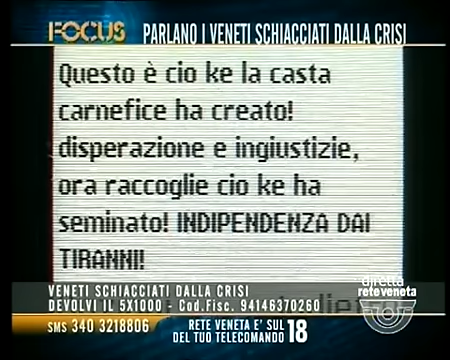 FOCUS PARLANO I VENETI SCHIACCIATI DALLA CRISI
Questo è cio ke la casta
carnefice ha creato!
disperazione e ingiustizie,
ora raccoglie cio ke ha
seminato! INDIPENDENZA DAI
TIRANNI!
VENETI SCHIACCIATI DALLA CRISI
DEVOLVI IL 5X1000 - Cod.Fisc. 94146370260
diretta
reteveneta
SMS 340 3218806
RETE VENETA E' SUL
DEL TUO TELECOMANDO 18